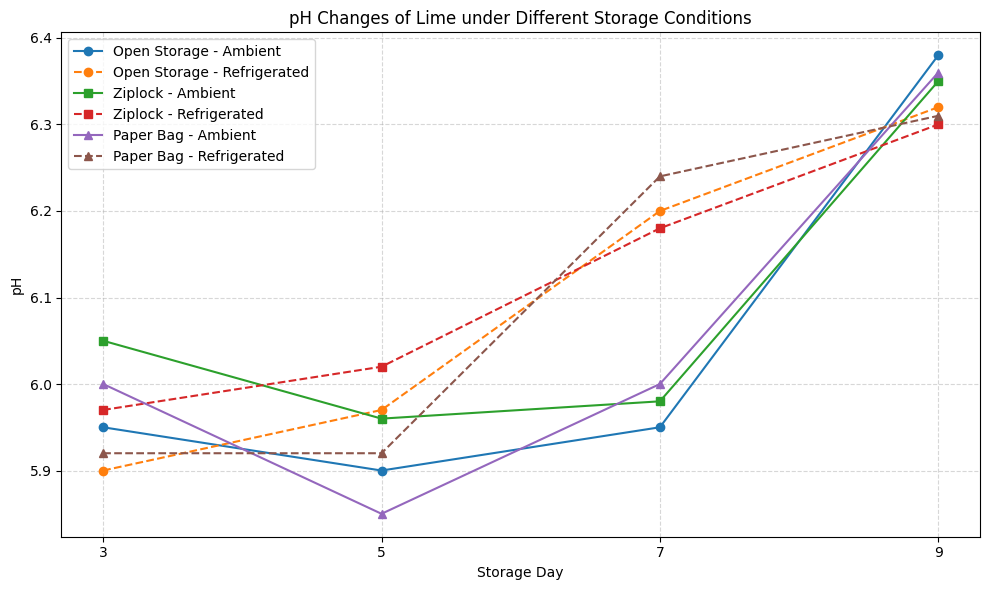 pH Changes of Lime under Different Storage Conditions
Open Storage - Ambient
Open Storage - Refrigerated
Ziplock - Ambient
Ziplock - Refrigerated
Paper Bag - Ambient
Paper Bag - Refrigerated
pH
6.4
6.3
6.2
6.1
6.0
5.9
3 5 7 9
Storage Day